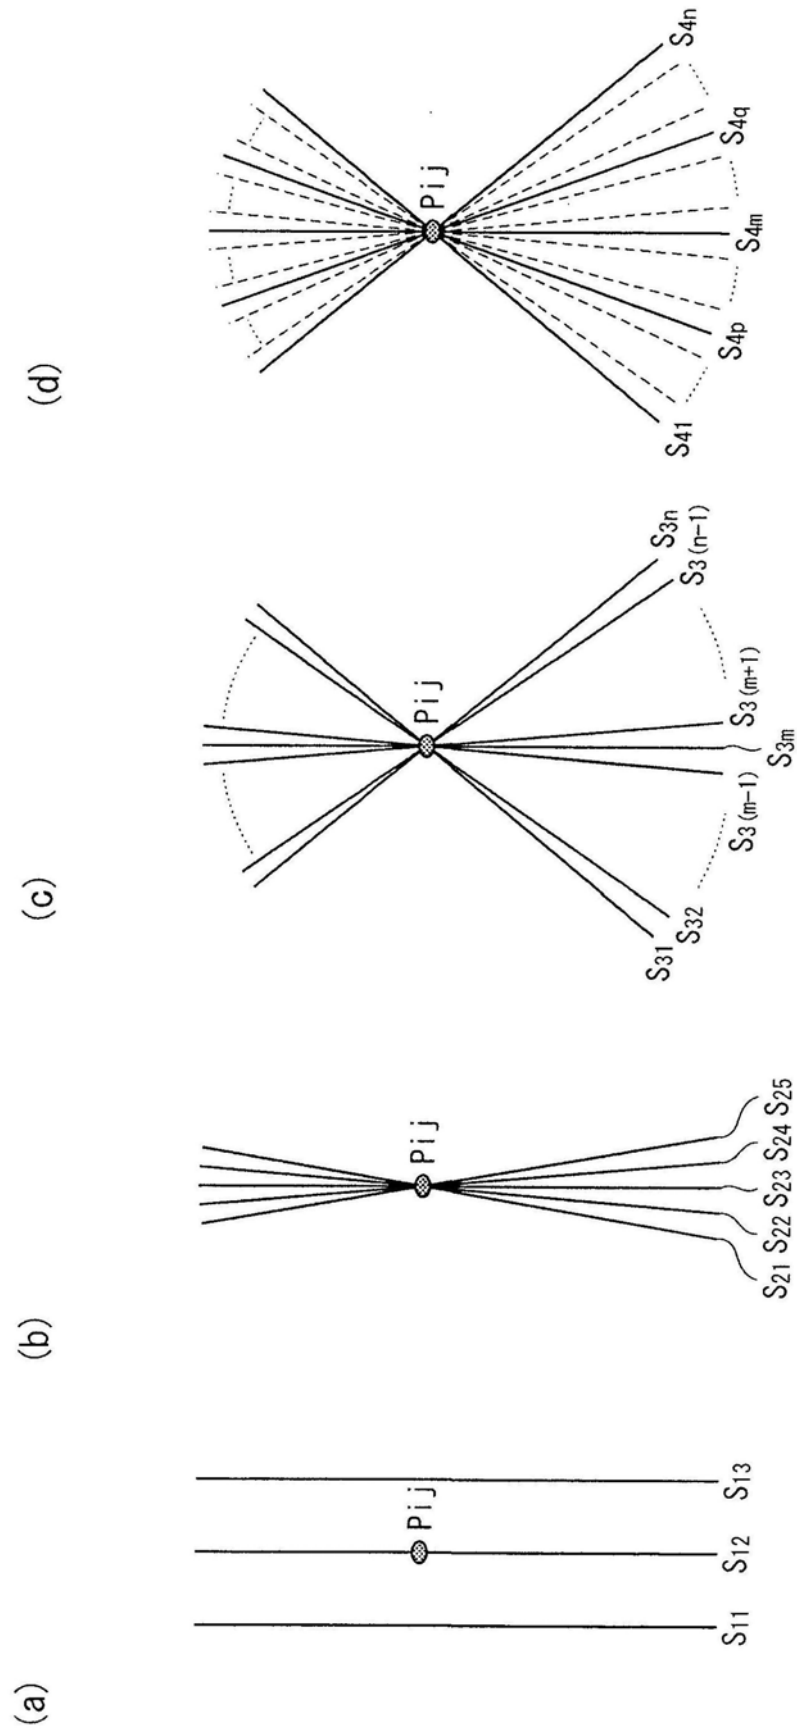 (a)
Pij
S11
S12
S13
(b)
Pij
S21
S22
S23
S24
S25
(c)
Pij
S31
S32
S3(m-1)
S3m
S3(m+1)
S3(n-1)
S3n
(d)
Pij
S41
S4p
S4m
S4q
S4n